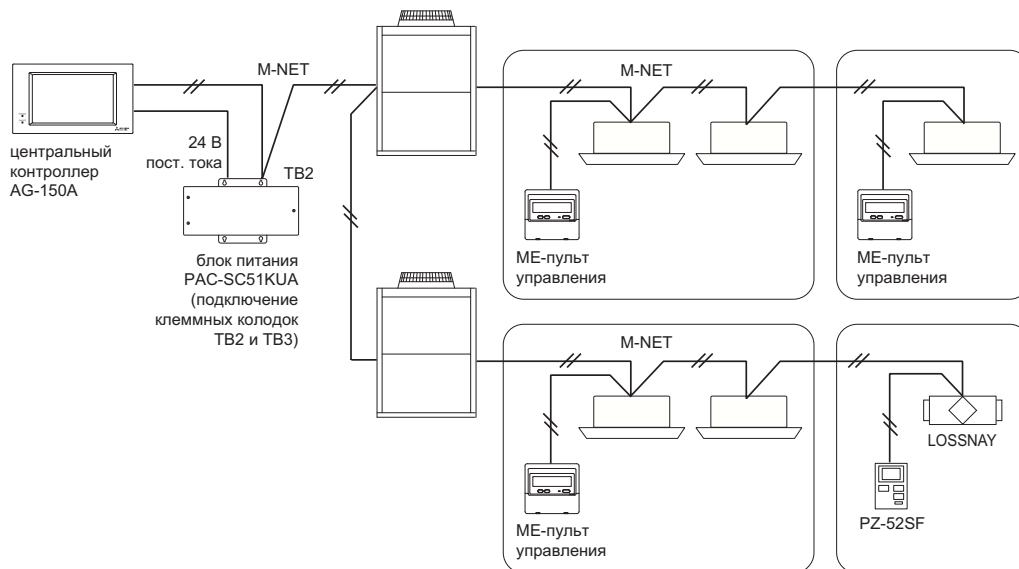 M-NET
M-NET
24 В
пост. тока
центральный
контроллер
AG-150A
TB2
блок питания
PAC-SC51KUA
(подключение
клеммных колодок
TB2 и TB3)
ME-пульт
управления
ME-пульт
управления
M-NET
LOSSNAY
ME-пульт
управления
PZ-52SF